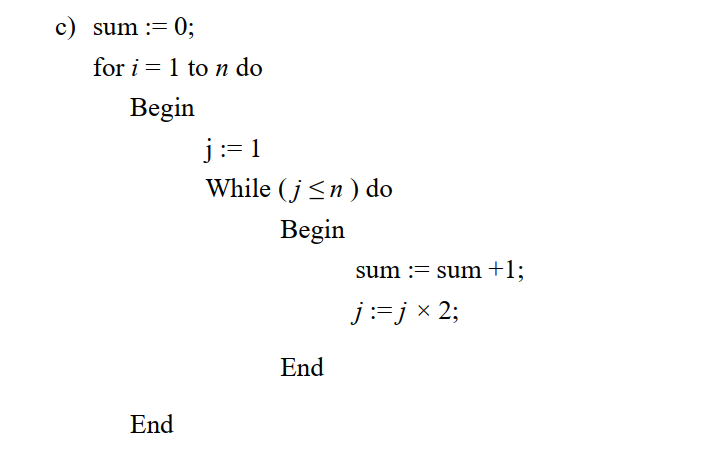 c) sum := 0;
for i = 1 to n do
Begin
j := 1
While ( j ≤ n ) do
Begin
sum := sum +1;
j := j × 2;
End
End